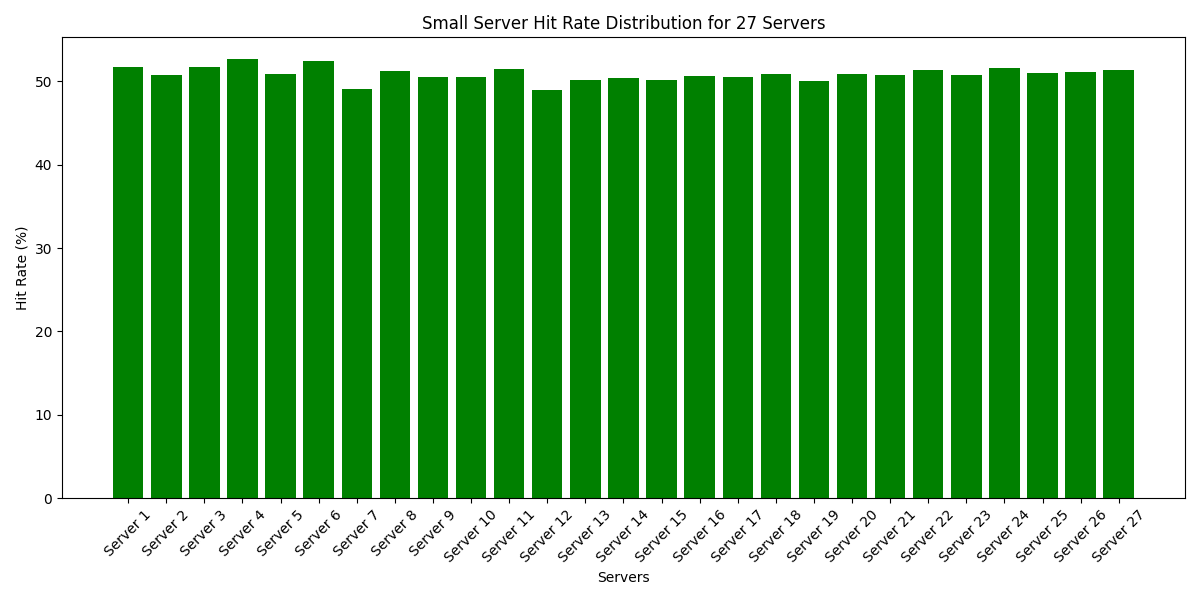 Small Server Hit Rate Distribution for 27 Servers
Hit Rate (%)
50
40
30
20
10
0
Server 1
Server 2
Server 3
Server 4
Server 5
Server 6
Server 7
Server 8
Server 9
Server 10
Server 11
Server 12
Server 13
Server 14
Server 15
Server 16
Server 17
Server 18
Server 19
Server 20
Server 21
Server 22
Server 23
Server 24
Server 25
Server 26
Server 27
Servers